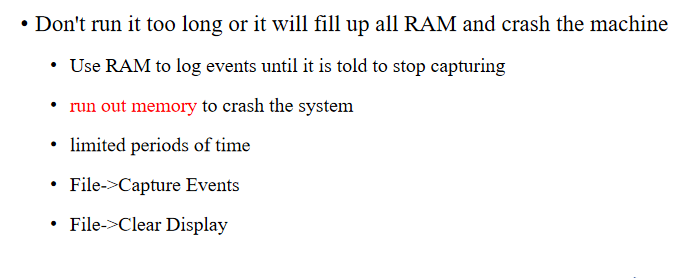 • Don't run it too long or it will fill up all RAM and crash the machine
• Use RAM to log events until it is told to stop capturing
• run out memory to crash the system
• limited periods of time
• File->Capture Events
• File->Clear Display